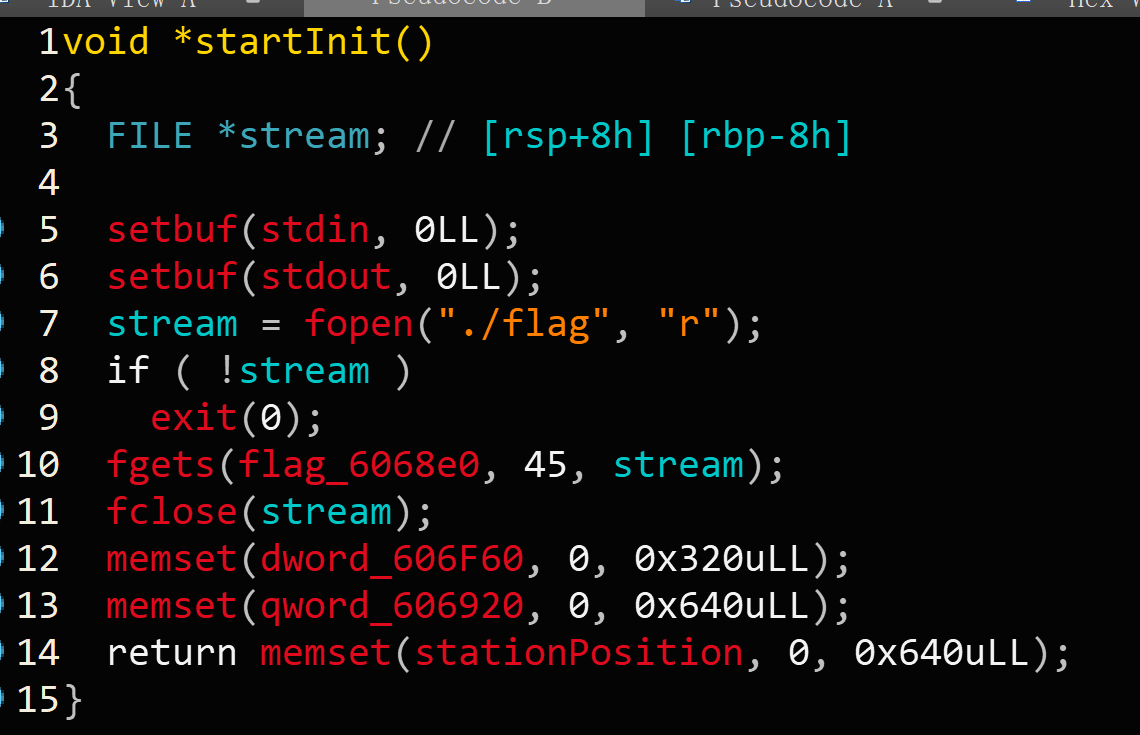 IDA View-A Pseudocode-B Pseudocode-A Hex
1void *startInit()
2{
3 FILE *stream; // [rsp+8h] [rbp-8h]
4
5 setbuf(stdin, 0LL);
6 setbuf(stdout, 0LL);
7 stream = fopen("./flag", "r");
8 if ( !stream )
9 exit(0);
10 fgets(flag_6068e0, 45, stream);
11 fclose(stream);
12 memset(dword_606F60, 0, 0x320uLL);
13 memset(qword_606920, 0, 0x640uLL);
14 return memset(stationPosition, 0, 0x640uLL);
15}